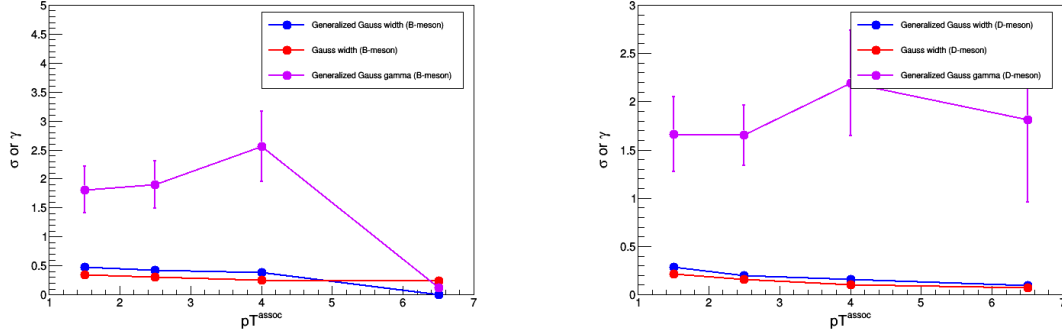 5
4.5
4
3.5
3
2.5
2
1.5
1
0.5
0
σ or γ
Generalized Gauss width (B-meson)
Gauss width (B-meson)
Generalized Gauss gamma (B-meson)
1 2 3 4 5 6 7
pT^assoc
3
2.5
2
1.5
1
0.5
0
σ or γ
Generalized Gauss width (D-meson)
Gauss width (D-meson)
Generalized Gauss gamma (D-meson)
1 2 3 4 5 6 7
pT^assoc